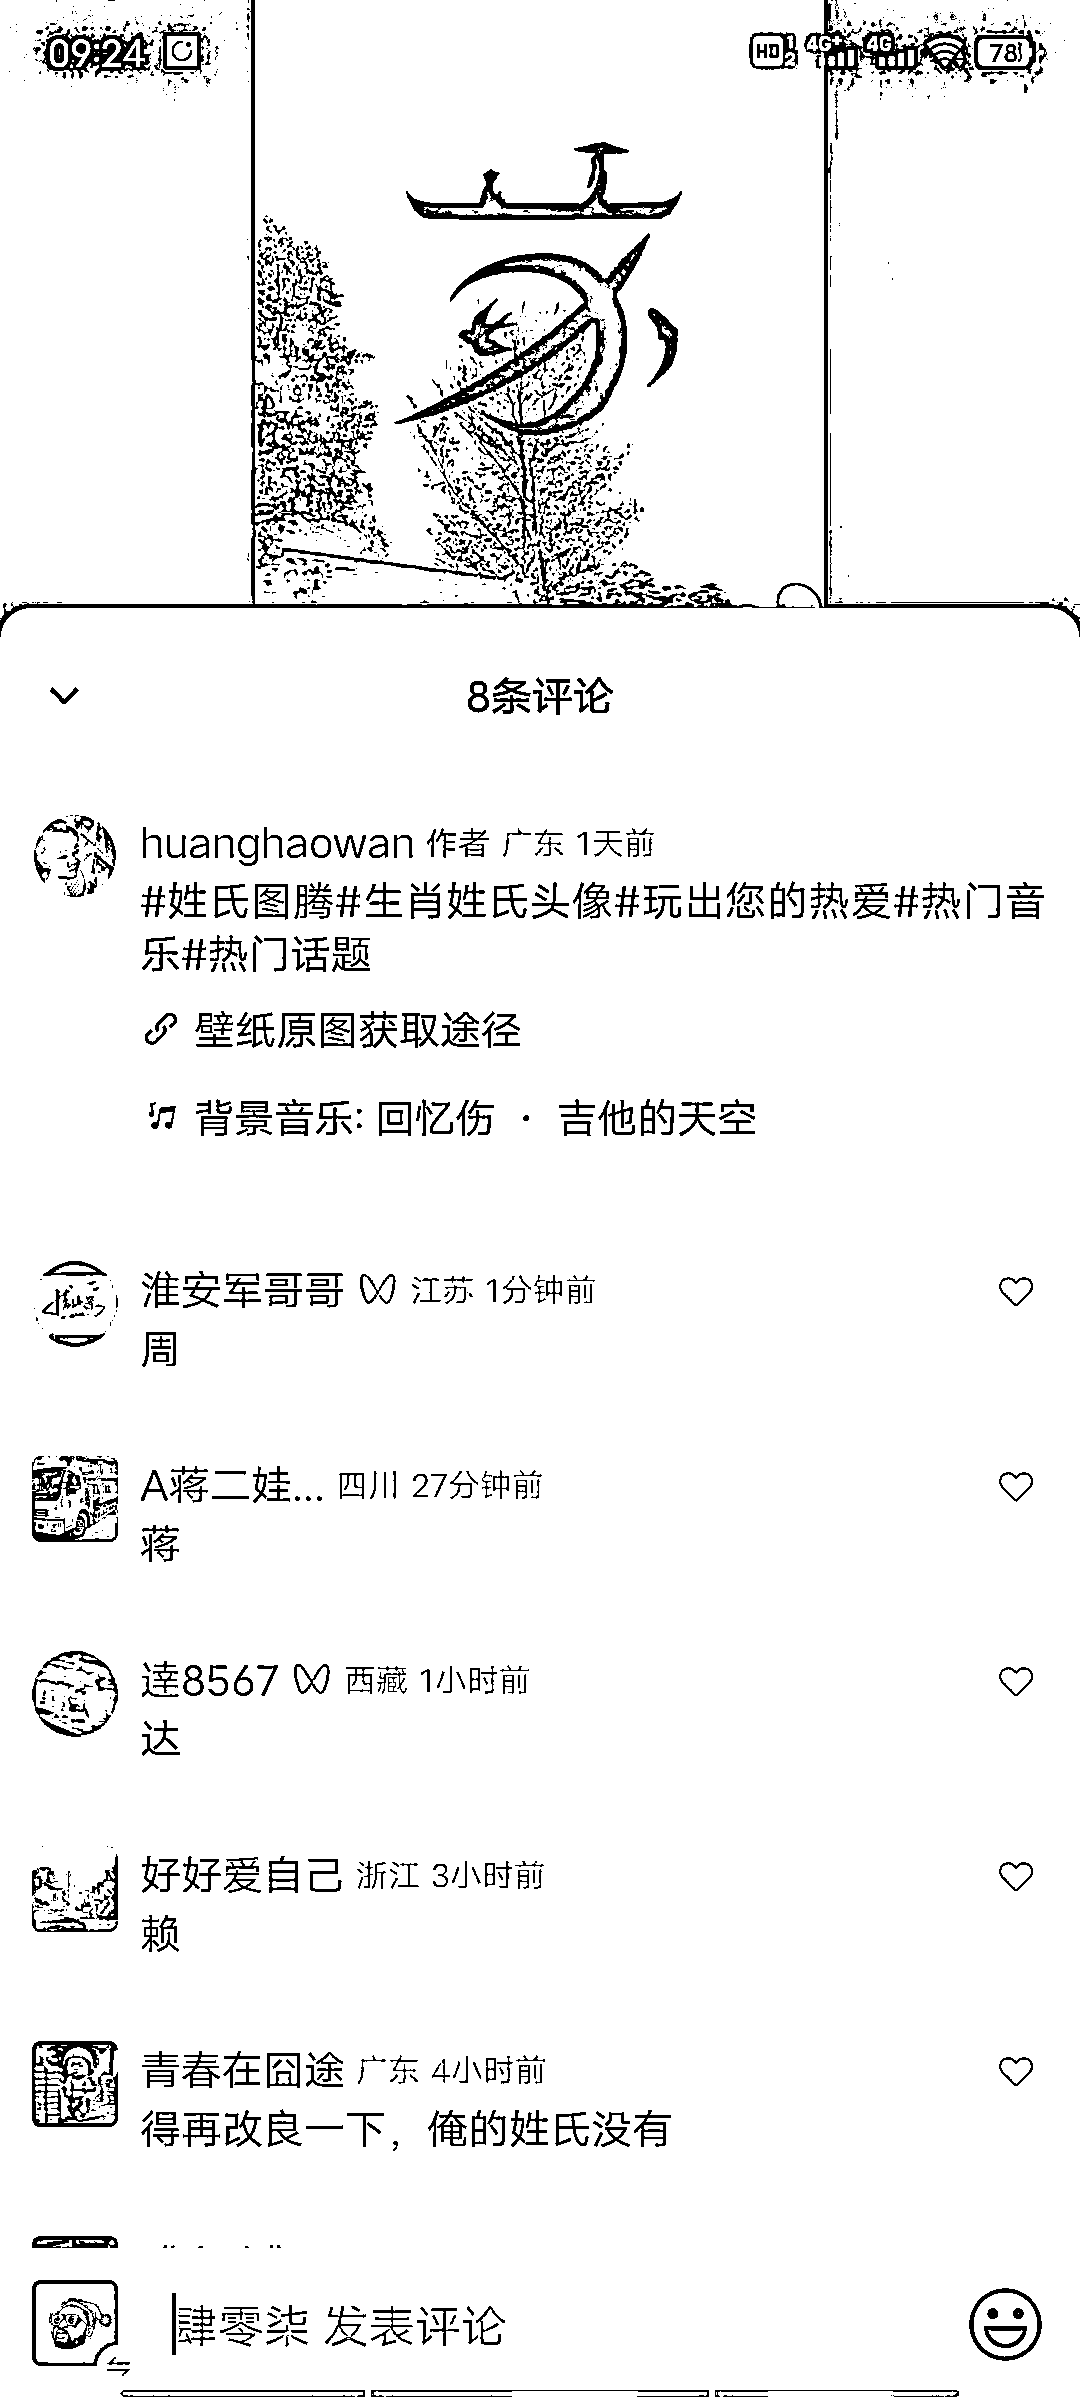 09:24
HD 1 2 4G+ 4G 78
8条评论
huanghaowan 作者 广东 1天前
#姓氏图腾#生肖姓氏头像#玩出您的热爱#热门音
乐#热门话题
壁纸原图获取途径
背景音乐: 回忆伤 · 吉他的天空
淮安军哥哥 江苏 1分钟前
周
A蒋二娃... 四川 27分钟前
蒋
逹8567 西藏 1小时前
达
好好爱自己 浙江 3小时前
赖
青春在囧途 广东 4小时前
得再改良一下，俺的姓氏没有
肆零柒 发表评论